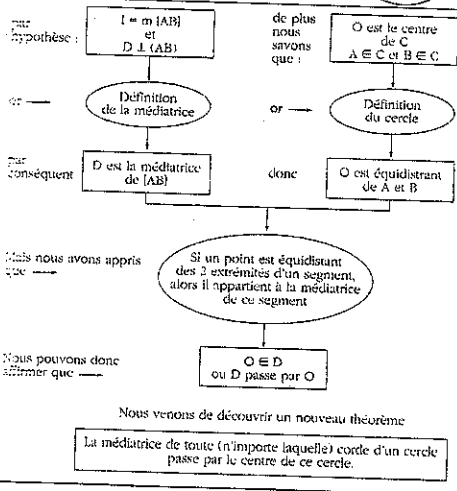 par
hypothèse :
I = m [AB]
et
D ⊥ (AB)
de plus
nous
savons
que :
O est le centre
de C
A ∈ C et B ∈ C
or
Définition
de la médiatrice
or
Définition
du cercle
par
conséquent
D est la médiatrice
de [AB]
donc
O est équidistrant
de A et B
Mais nous avons appris
que
Si un point est équidistant
des 2 extrémités d'un segment,
alors il appartient à la médiatrice
de ce segment
Nous pouvons donc
affirmer que
O ∈ D
ou D passe par O
Nous venons de découvrir un nouveau théorème
La médiatrice de toute (n'importe laquelle) corde d'un cercle
passe par le centre de ce cercle.